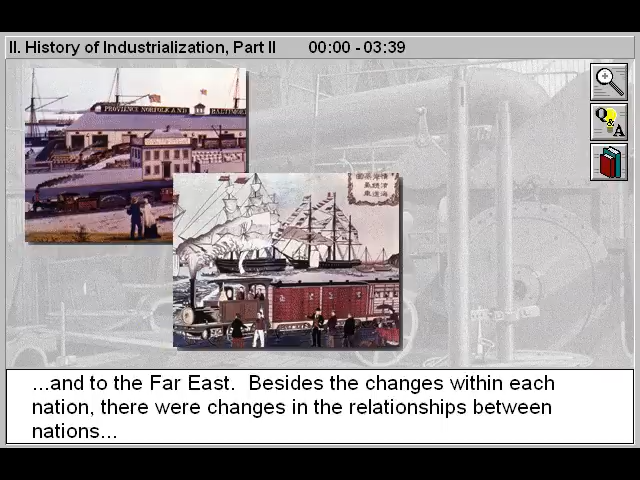 II. History of Industrialization, Part II 00:00 - 03:39
PROVIDENCE NORFOLK AND BALTIMORE
Q&A
...and to the Far East. Besides the changes within each
nation, there were changes in the relationships between
nations...